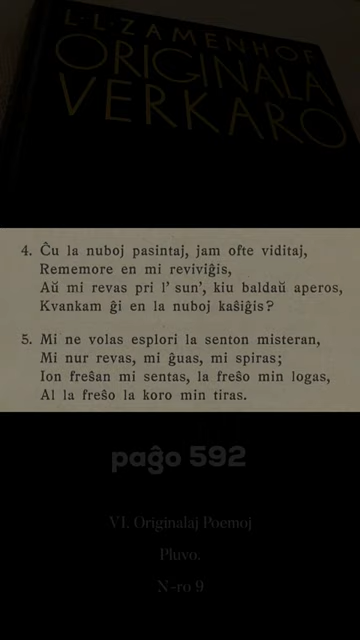 L·L·ZAMENHOF
ORIGINALA
VERKARO
4. Ĉu la nuboj pasintaj, jam ofte viditaj,
Rememore en mi reviviĝis,
Aŭ mi revas pri l' sun', kiu baldaŭ aperos,
Kvankam ĝi en la nuboj kaŝiĝis?
5. Mi ne volas esplori la senton misteran,
Mi nur revas, mi ĝuas, mi spiras;
Ion freŝan mi sentas, la freŝo min logas,
Al la freŝo la koro min tiras.
paĝo 592
VI. Originalaj Poemoj
Pluvo.
N-ro 9